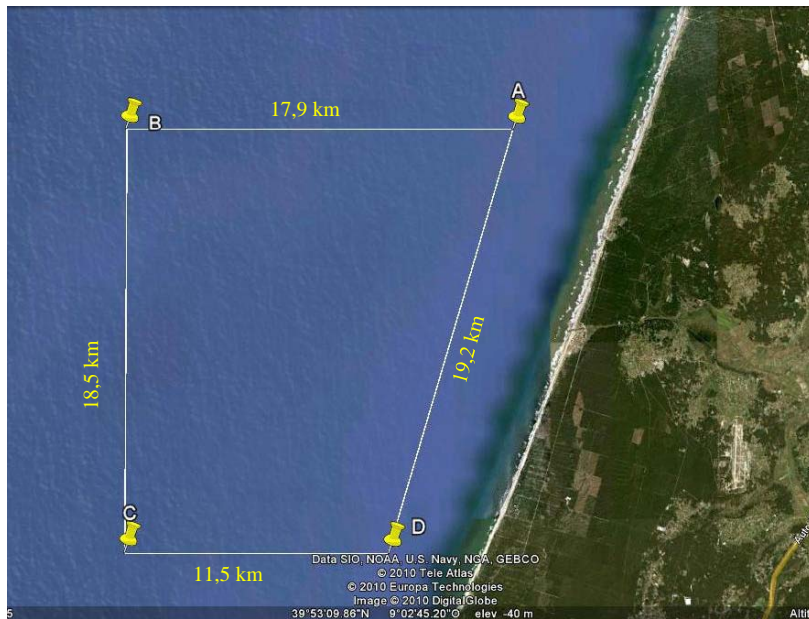 A
B
17,9 km
18,5 km
19,2 km
C
D
11,5 km
Data SIO, NOAA, U.S. Navy, NGA, GEBCO
© 2010 Tele Atlas
© 2010 Europa Technologies
Image © 2010 DigitalGlobe
39°53'09.86"N 9°02'45.20"O elev -40 m